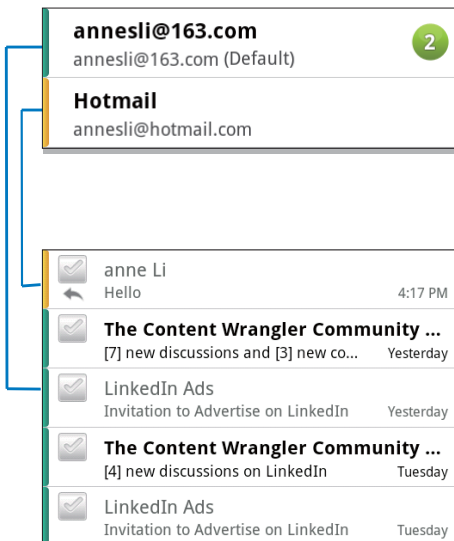 annesli@163.com
annesli@163.com (Default)
2
Hotmail
annesli@hotmail.com
anne Li
Hello
4:17 PM
The Content Wrangler Community ...
[7] new discussions and [3] new co...
Yesterday
LinkedIn Ads
Invitation to Advertise on LinkedIn
Yesterday
The Content Wrangler Community ...
[4] new discussions on LinkedIn
Tuesday
LinkedIn Ads
Invitation to Advertise on LinkedIn
Tuesday